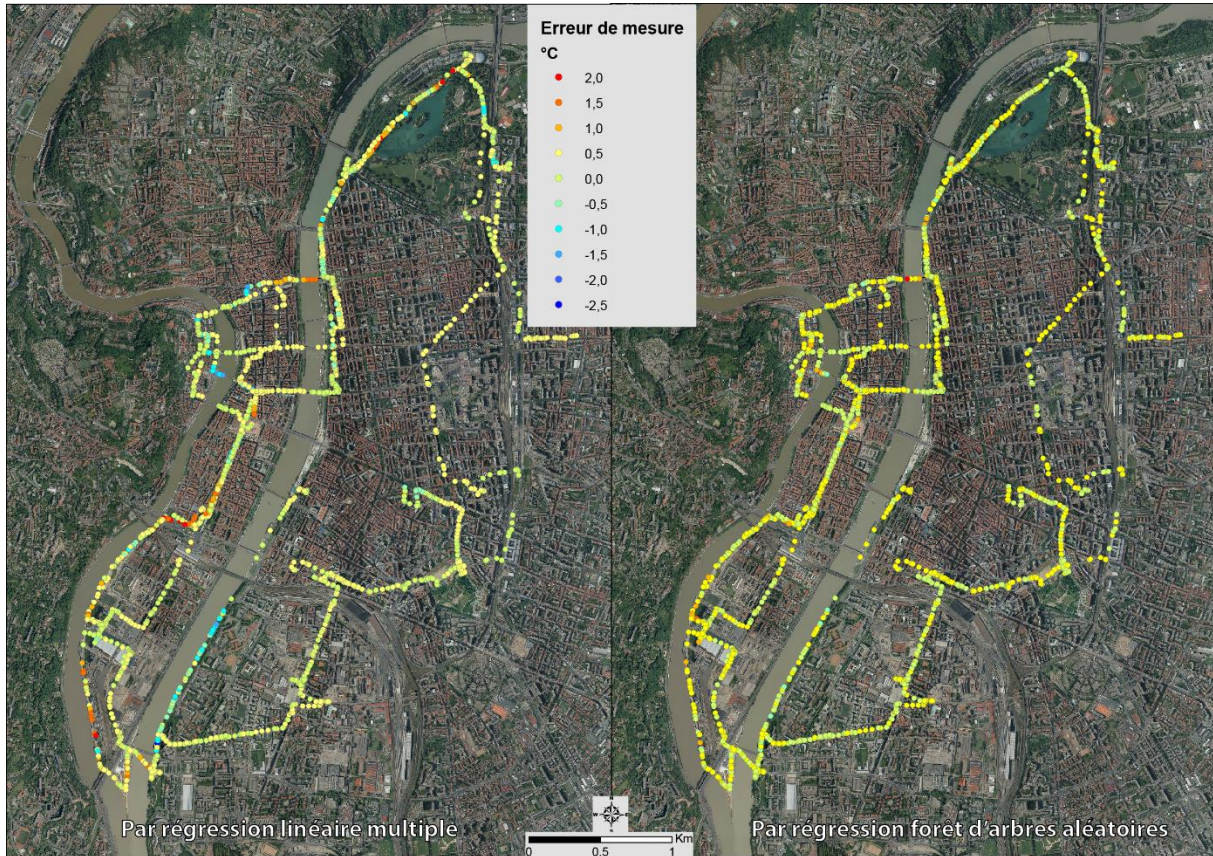 Erreur de mesure
°C
2,0
1,5
1,0
0,5
0,0
-0,5
-1,0
-1,5
-2,0
-2,5
Par régression linéaire multiple
Par régression forêt d'arbres aléatoires
Km
0 0.5 1